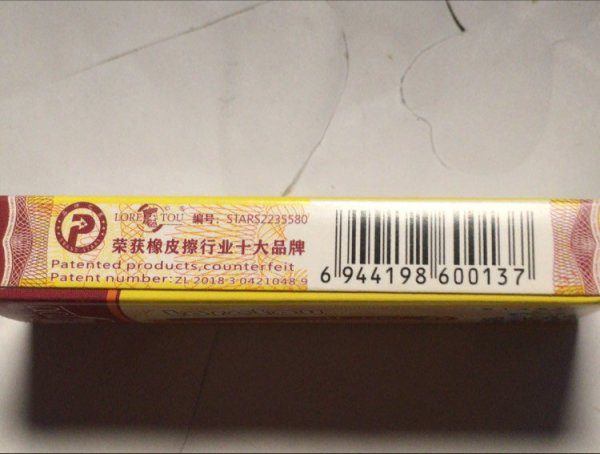 LORE TOU 编号: STARS2235580
荣获橡皮擦行业十大品牌
Patented products,counterfeit
Patent number:ZL 2018 3 0421048 9
6 944198 600137